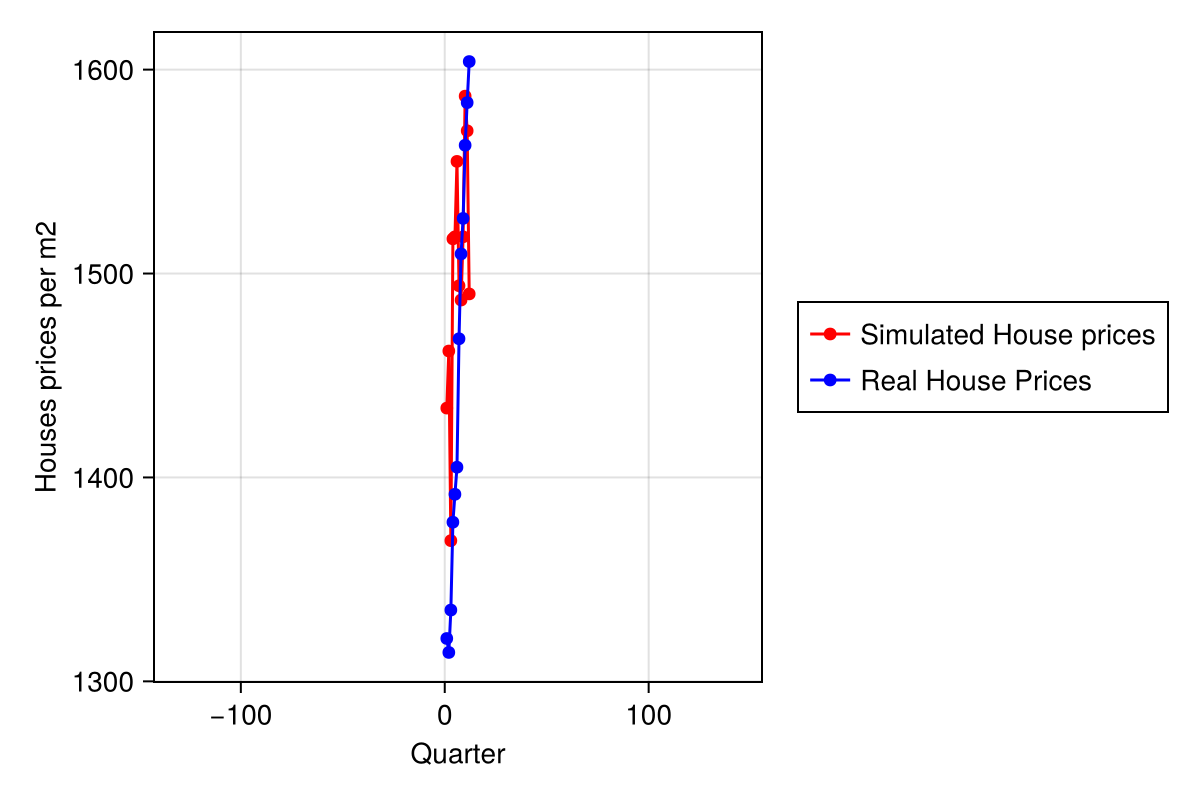 Houses prices per m2
1600
1500
1400
1300
−100
0
100
Quarter
Simulated House prices
Real House Prices